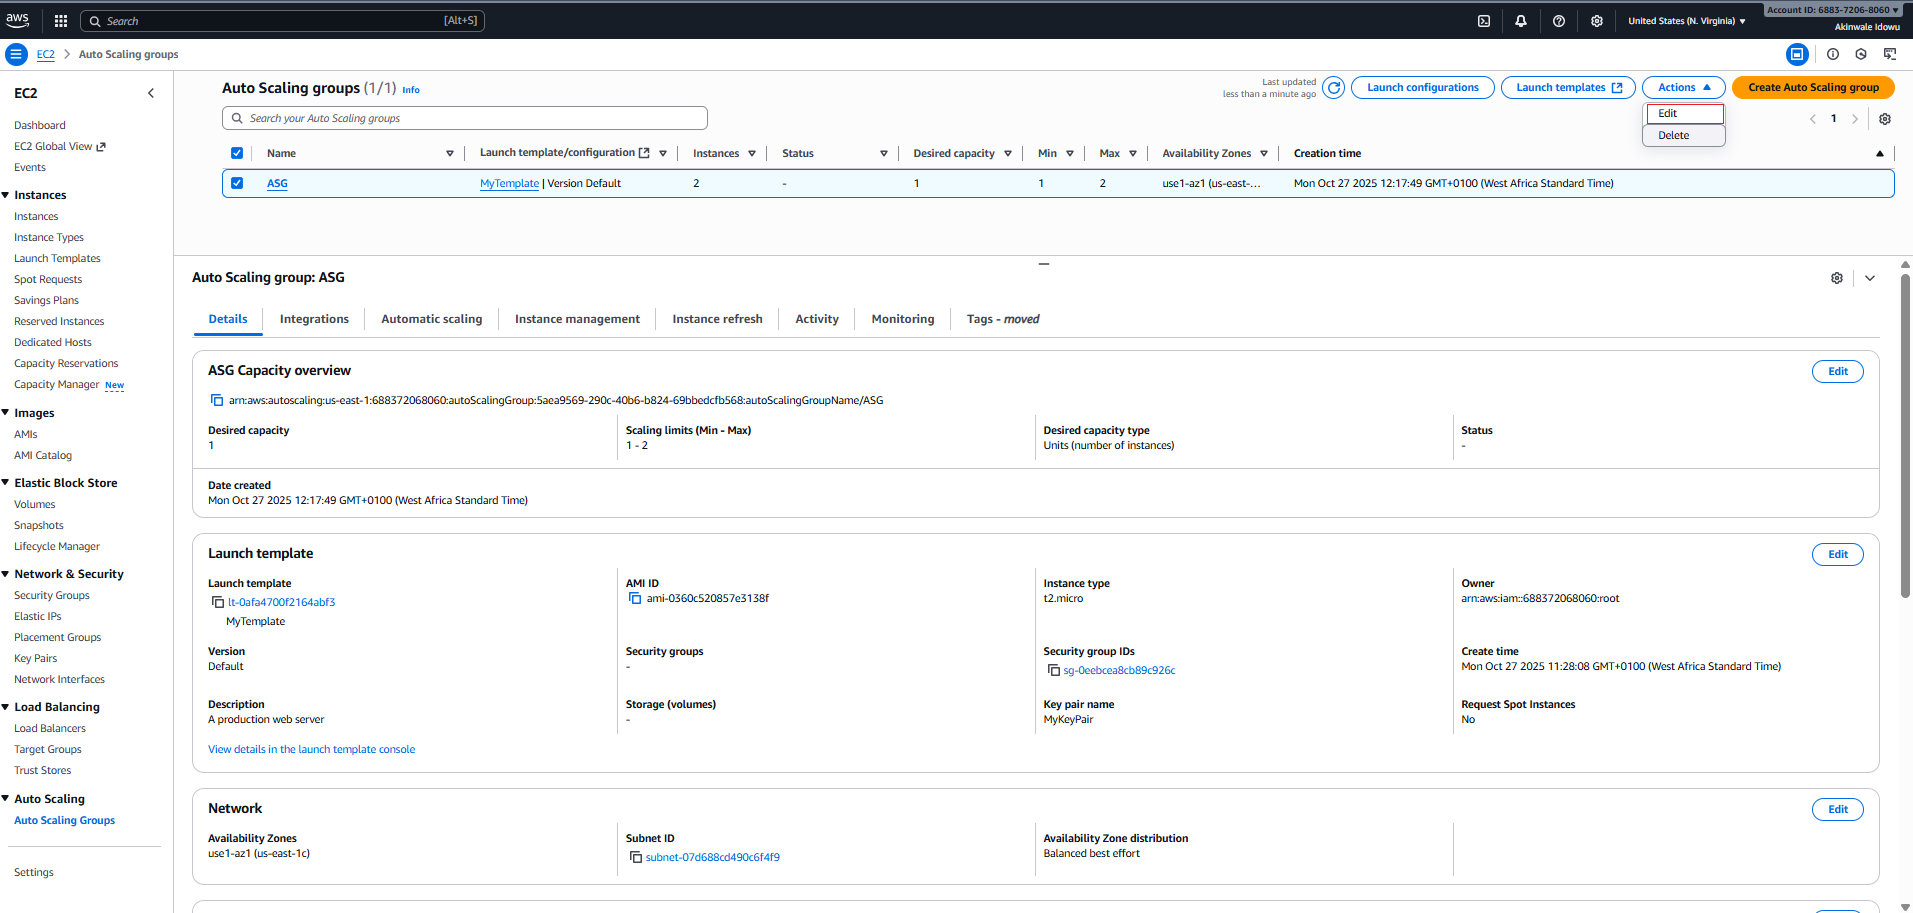 aws
Search
[Alt+S]
United States (N. Virginia)
Account ID: 6883-7206-8060
Akinwale Idowu
EC2
Auto Scaling groups
EC2
Dashboard
EC2 Global View
Events
Instances
Instances
Instance Types
Launch Templates
Spot Requests
Savings Plans
Reserved Instances
Dedicated Hosts
Capacity Reservations
Capacity Manager New
Images
AMIs
AMI Catalog
Elastic Block Store
Volumes
Snapshots
Lifecycle Manager
Network & Security
Security Groups
Elastic IPs
Placement Groups
Key Pairs
Network Interfaces
Load Balancing
Load Balancers
Target Groups
Trust Stores
Auto Scaling
Auto Scaling Groups
Settings
Auto Scaling groups (1/1) Info
Last updated
less than a minute ago
Launch configurations
Launch templates
Actions
Create Auto Scaling group
Edit
Delete
Search your Auto Scaling groups
1
Name Launch template/configuration Instances Status Desired capacity Min Max Availability Zones Creation time
ASG MyTemplate | Version Default 2 - 1 1 2 use1-az1 (us-east-... Mon Oct 27 2025 12:17:49 GMT+0100 (West Africa Standard Time)
Auto Scaling group: ASG
Details Integrations Automatic scaling Instance management Instance refresh Activity Monitoring Tags - moved
ASG Capacity overview
Edit
arn:aws:autoscaling:us-east-1:688372068060:autoScalingGroup:5aea9569-290c-40b6-b824-69bbedcfb568:autoScalingGroupName/ASG
Desired capacity
1
Scaling limits (Min - Max)
1 - 2
Desired capacity type
Units (number of instances)
Status
-
Date created
Mon Oct 27 2025 12:17:49 GMT+0100 (West Africa Standard Time)
Launch template
Edit
Launch template
lt-0afa4700f2164abf3
MyTemplate
AMI ID
ami-0360c520857e3138f
Instance type
t2.micro
Owner
arn:aws:iam::688372068060:root
Version
Default
Security groups
-
Security group IDs
sg-0eebcea8cb89c926c
Create time
Mon Oct 27 2025 11:28:08 GMT+0100 (West Africa Standard Time)
Description
A production web server
Storage (volumes)
-
Key pair name
MyKeyPair
Request Spot Instances
No
View details in the launch template console
Network
Edit
Availability Zones
use1-az1 (us-east-1c)
Subnet ID
subnet-07d688cd490c6f4f9
Availability Zone distribution
Balanced best effort